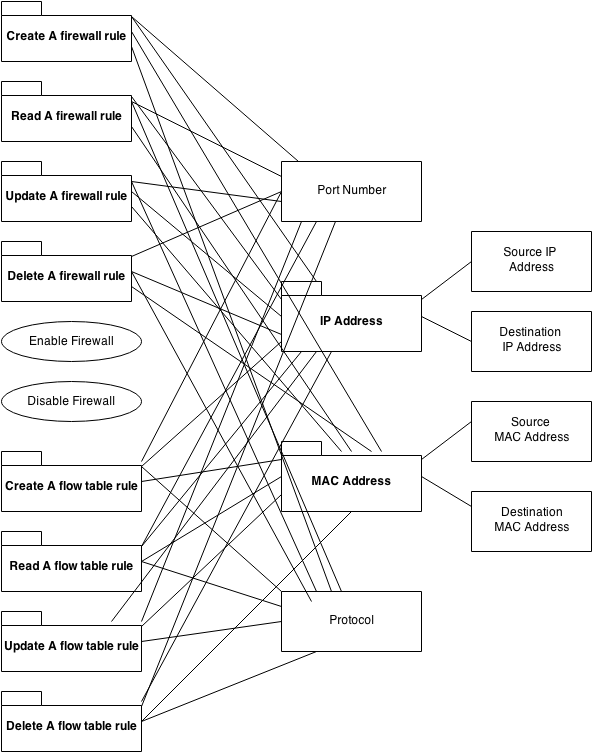 Create A firewall rule
Read A firewall rule
Update A firewall rule
Delete A firewall rule
Enable Firewall
Disable Firewall
Create A flow table rule
Read A flow table rule
Update A flow table rule
Delete A flow table rule
Port Number
IP Address
MAC Address
Protocol
Source IP
Address
Destination
IP Address
Source
MAC Address
Destination
MAC Address